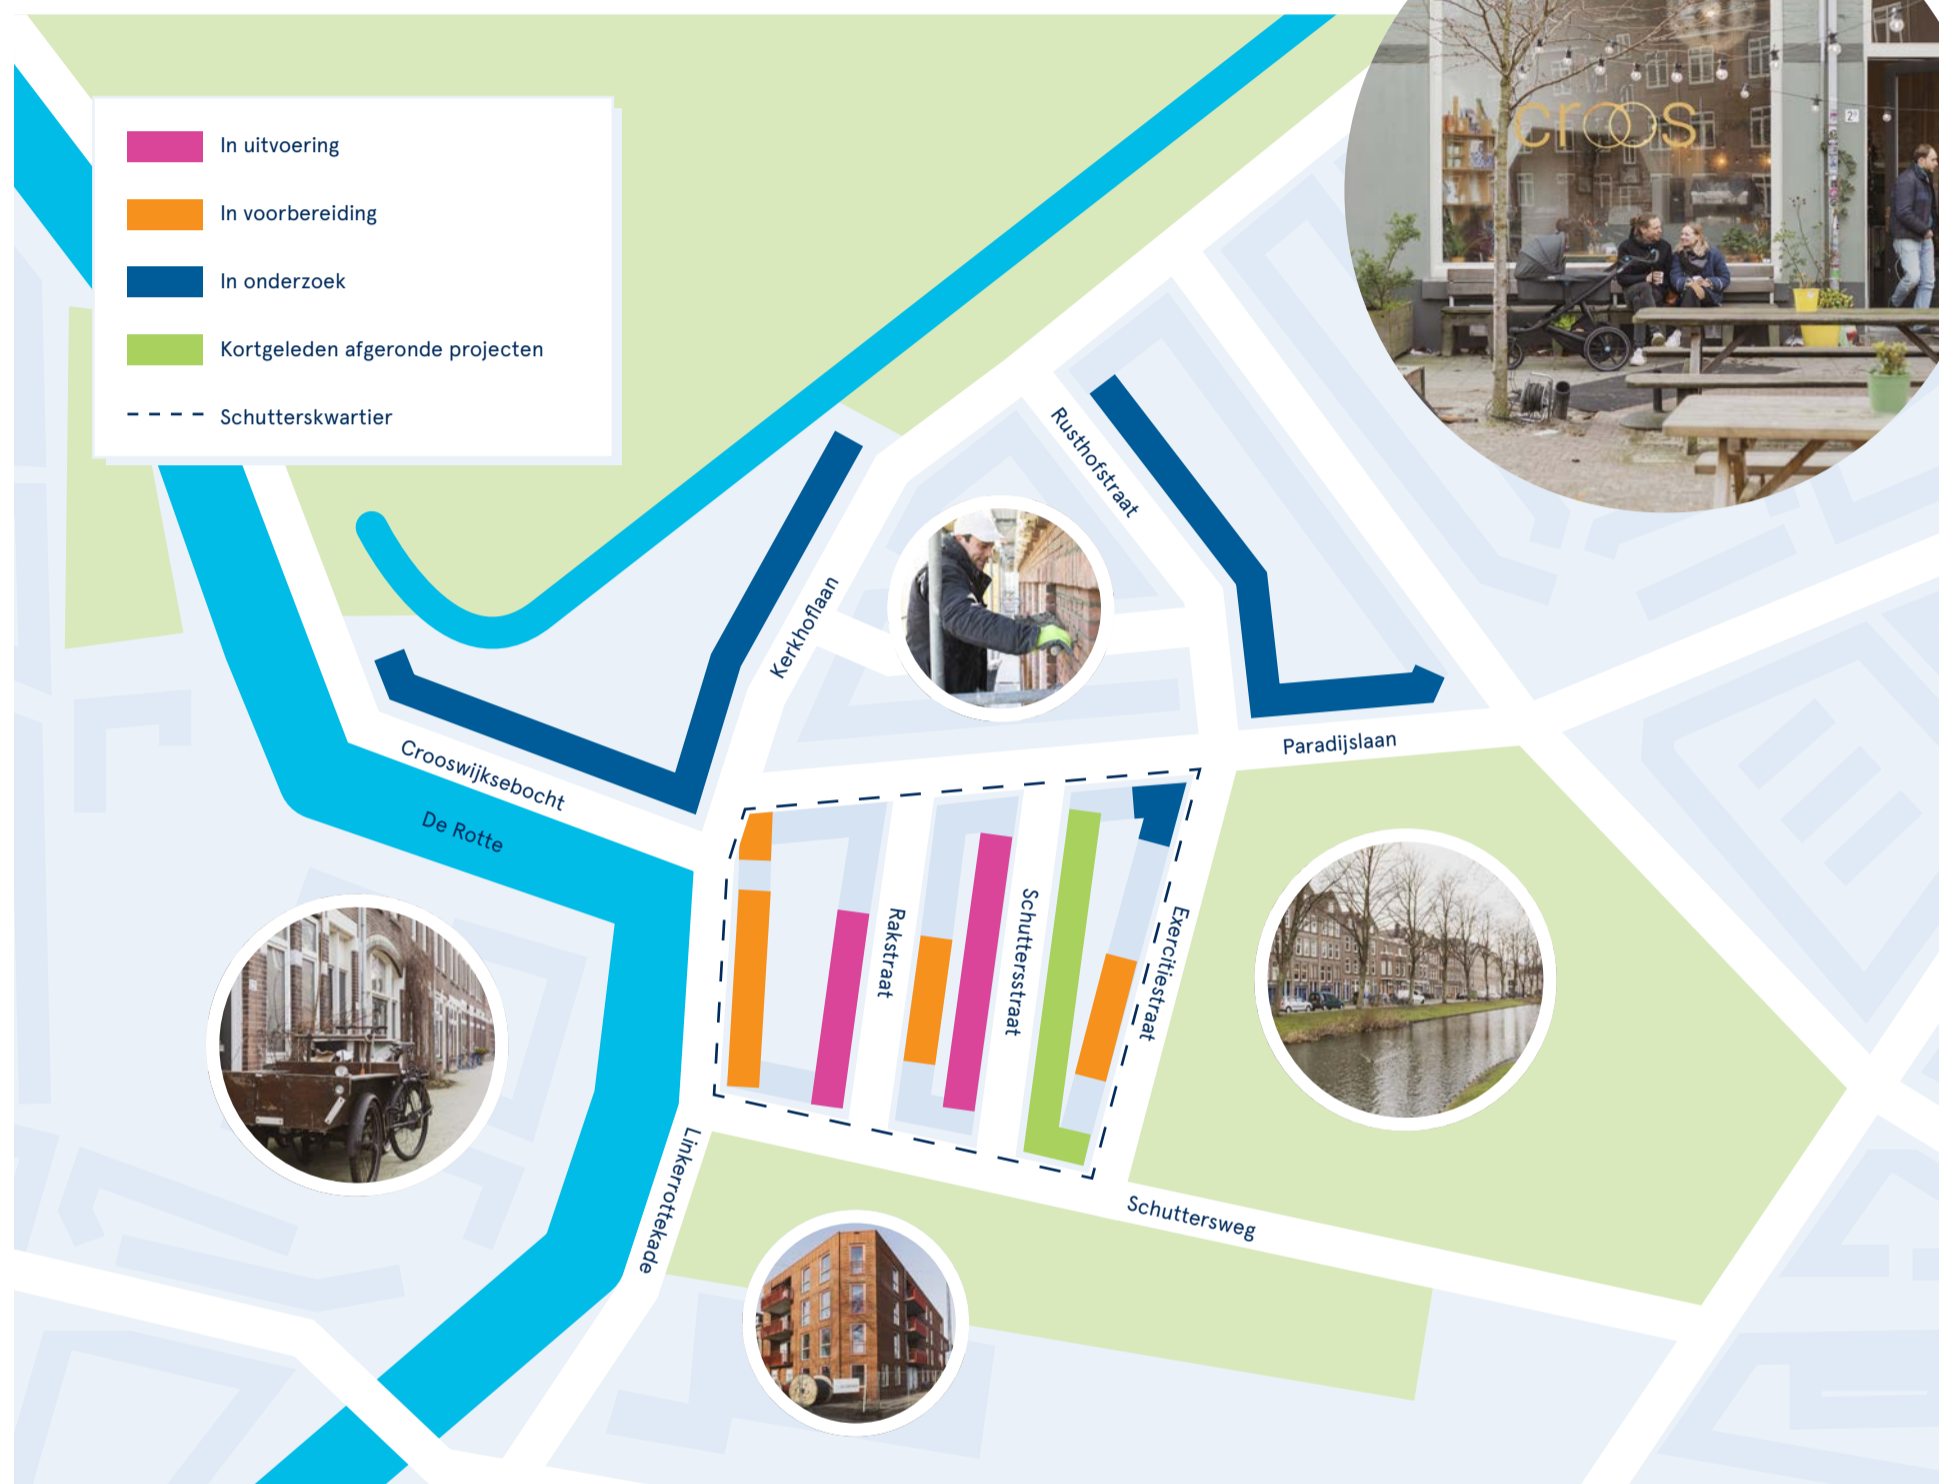 In uitvoering
In voorbereiding
In onderzoek
Kortgeleden afgeronde projecten
Schutterskwartier
croos
Rusthofstraat
Kerkhoflaan
Crooswijksebocht
De Rotte
Paradijslaan
Rakstraat
Schuttersstraat
Exercitiestraat
Linkerrottekade
Schuttersweg